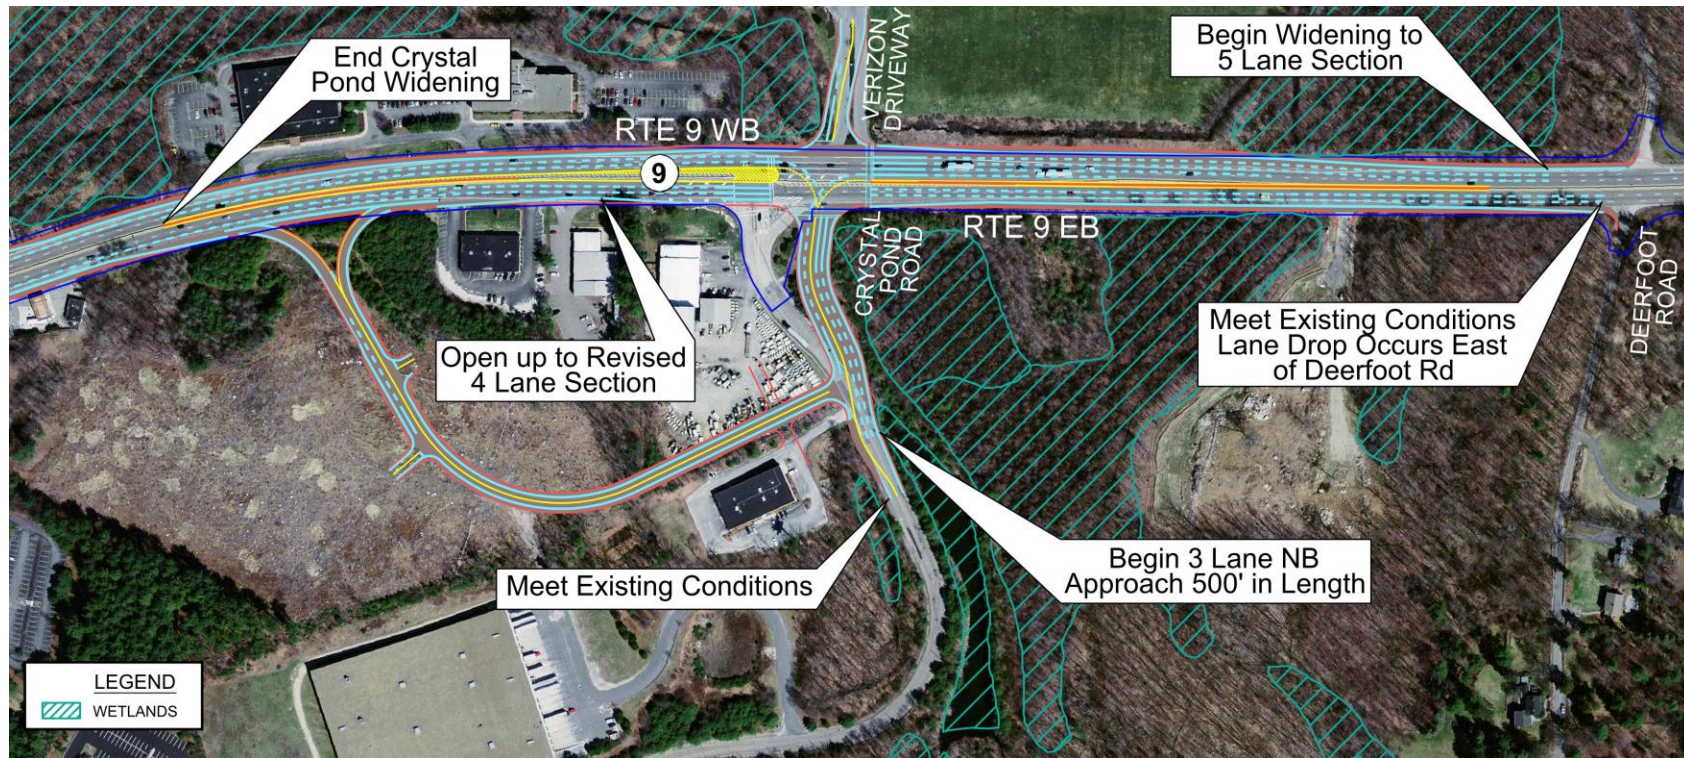 End Crystal
Pond Widening
RTE 9 WB
9
VERIZON
DRIVEWAY
Begin Widening to
5 Lane Section
RTE 9 EB
CRYSTAL
POND
ROAD
DEERFOOT
ROAD
Open up to Revised
4 Lane Section
Meet Existing Conditions
Lane Drop Occurs East
of Deerfoot Rd
Meet Existing Conditions
Begin 3 Lane NB
Approach 500' in Length
LEGEND
WETLANDS